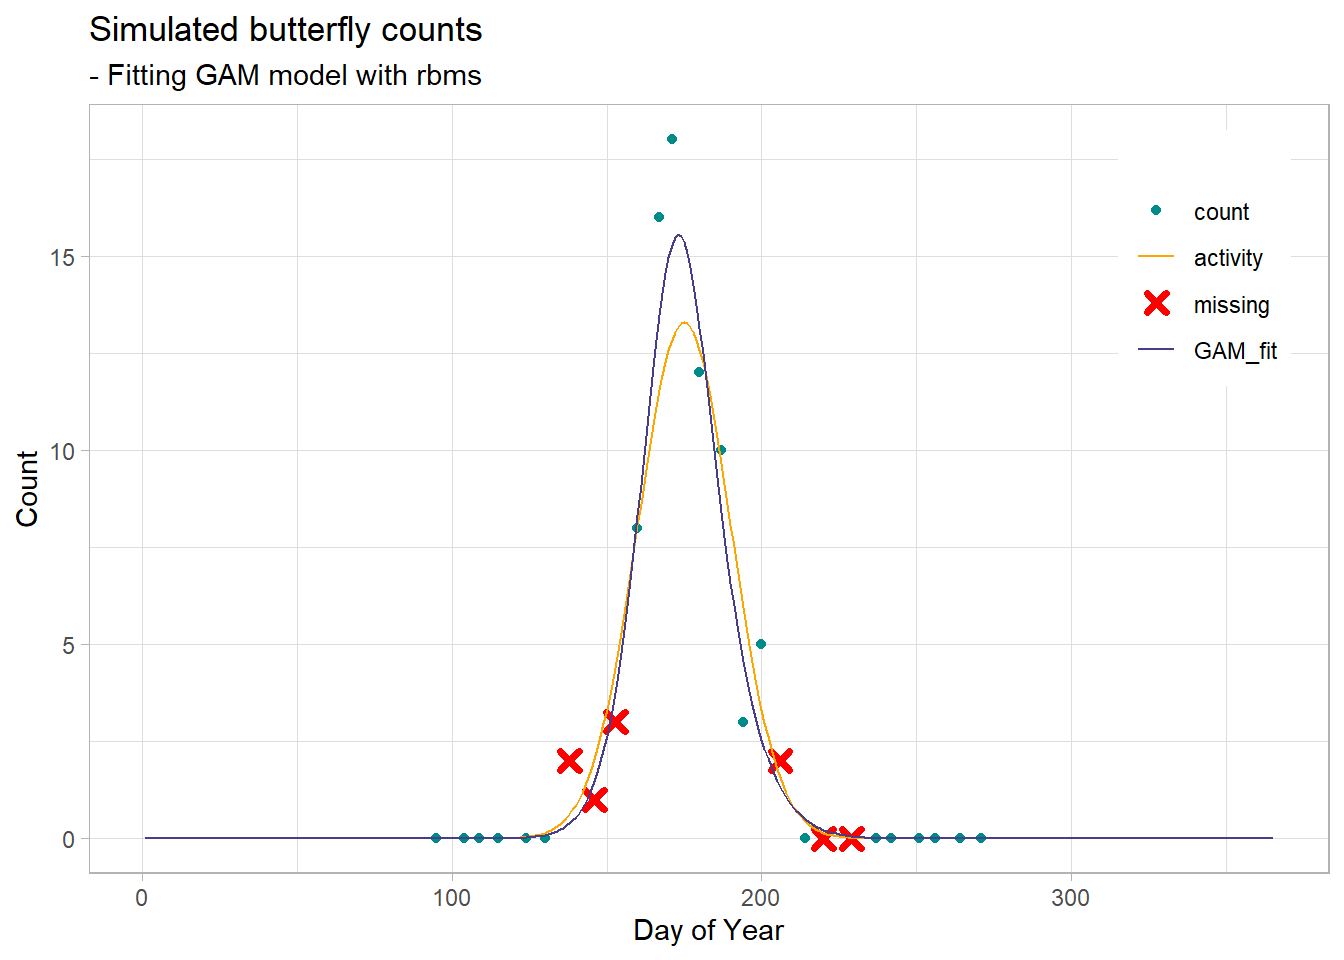 Simulated butterfly counts
- Fitting GAM model with rbms
count
activity
missing
GAM_fit
15
10
5
0
Count
0 100 200 300
Day of Year